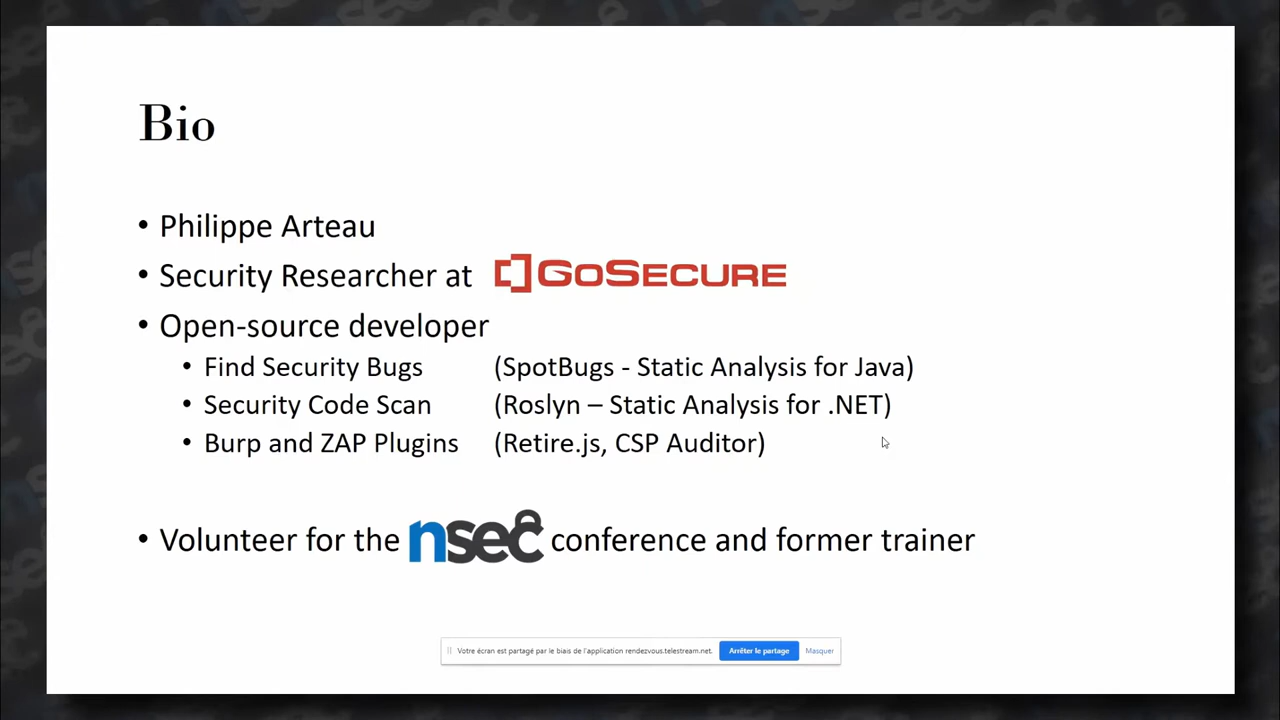 Bio
• Philippe Arteau
• Security Researcher at GOSECURE
• Open-source developer
• Find Security Bugs (SpotBugs - Static Analysis for Java)
• Security Code Scan (Roslyn – Static Analysis for .NET)
• Burp and ZAP Plugins (Retire.js, CSP Auditor)
• Volunteer for the nsec conference and former trainer
Votre écran est partagé par le biais de l'application rendezvous.telestream.net. Arrêter le partage Masquer